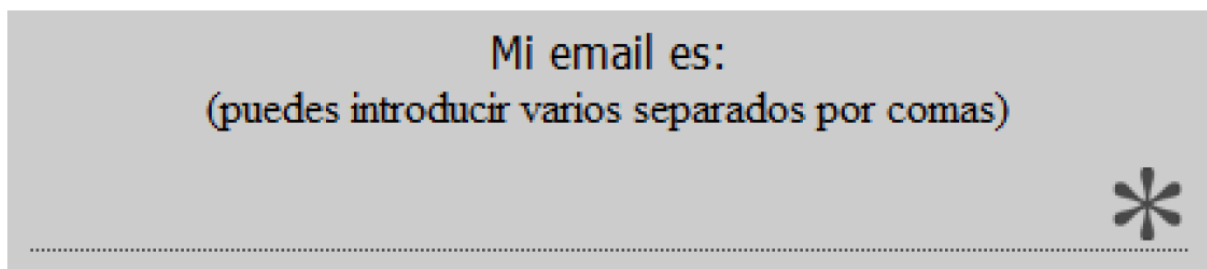 Mi email es:
(puedes introducir varios separados por comas)
*